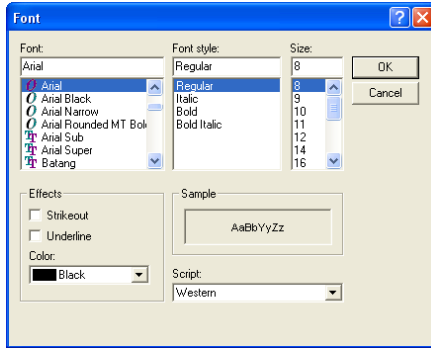 Font
Font: Font style: Size:
Arial Regular 8 OK
Arial Regular 8 Cancel
Arial Black Italic 9
Arial Narrow Bold 10
Arial Rounded MT Bol Bold Italic 11
Arial Sub 12
Arial Super 14
Batang 16
Effects Sample
Strikeout AaBbYyZz
Underline
Color:
Black Script:
Western